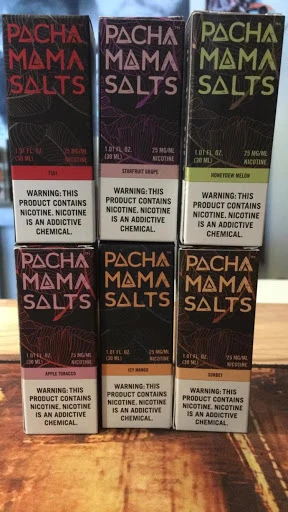 PACHA
MAMA
SALTS
1.01 FL. OZ.
(30 ML)
25 MG/ML
NICOTINE
FUJI
WARNING: THIS
PRODUCT CONTAINS
NICOTINE. NICOTINE
IS AN ADDICTIVE
CHEMICAL.
PACHA
MAMA
SALTS
1.01 FL. OZ.
(30 ML)
25 MG/ML
NICOTINE
STARFRUIT GRAPE
WARNING: THIS
PRODUCT CONTAINS
NICOTINE. NICOTINE
IS AN ADDICTIVE
CHEMICAL.
PACHA
MAMA
SALTS
1.01 FL. OZ.
(30 ML)
25 MG/ML
NICOTINE
HONEYDEW MELON
WARNING: THIS
PRODUCT CONTAINS
NICOTINE. NICOTINE
IS AN ADDICTIVE
CHEMICAL.
PACHA
MAMA
SALTS
1.01 FL. OZ.
(30 ML)
25 MG/ML
NICOTINE
APPLE TOBACCO
WARNING: THIS
PRODUCT CONTAINS
NICOTINE. NICOTINE
IS AN ADDICTIVE
CHEMICAL.
PACHA
MAMA
SALTS
1.01 FL. OZ.
(30 ML)
25 MG/ML
NICOTINE
ICY MANGO
WARNING: THIS
PRODUCT CONTAINS
NICOTINE. NICOTINE
IS AN ADDICTIVE
CHEMICAL.
PACHA
MAMA
SALTS
1.01 FL. OZ.
(30 ML)
25 MG/ML
NICOTINE
SORBET
WARNING: THIS
PRODUCT CONTAINS
NICOTINE. NICOTINE
IS AN ADDICTIVE
CHEMICAL.